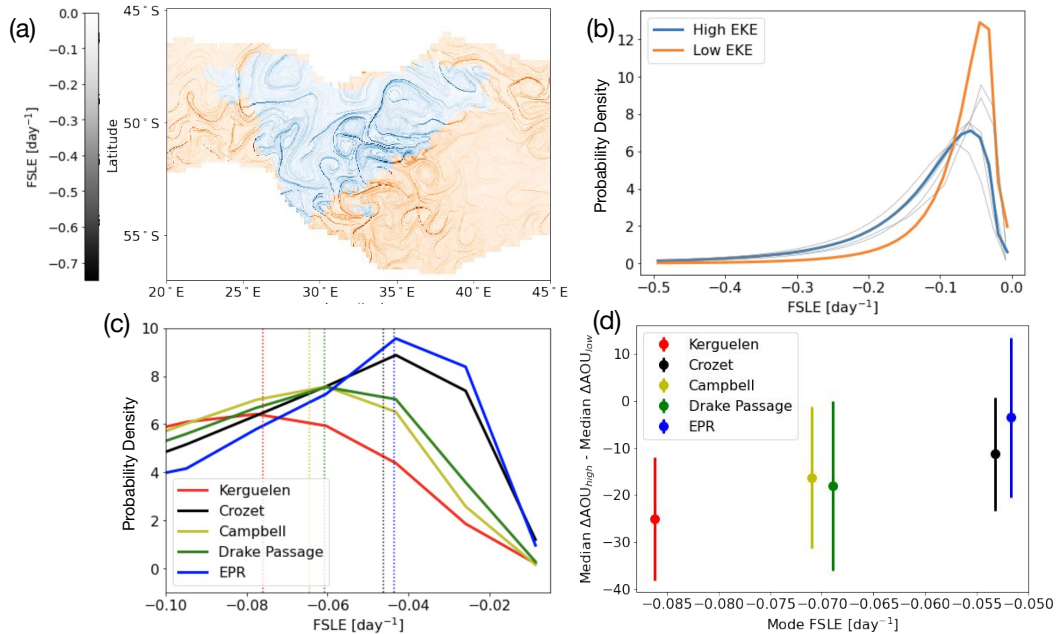 (a)
0.0
−0.1
−0.2
−0.3
−0.4
−0.5
−0.6
−0.7
FSLE [day⁻¹]
Latitude
45°S
50°S
55°S
20°E
25°E
30°E
35°E
40°E
45°E
(b)
High EKE
Low EKE
Probability Density
12
10
8
6
4
2
0
−0.5
−0.4
−0.3
−0.2
−0.1
0.0
FSLE [day⁻¹]
(c)
Probability Density
10
8
6
4
2
0
Kerguelen
Crozet
Campbell
Drake Passage
EPR
−0.10
−0.08
−0.06
−0.04
−0.02
FSLE [day⁻¹]
(d)
Median ΔAOU_high - Median ΔAOU_low
10
0
−10
−20
−30
−40
Kerguelen
Crozet
Campbell
Drake Passage
EPR
−0.085
−0.080
−0.075
−0.070
−0.065
−0.060
−0.055
−0.050
Mode FSLE [day⁻¹]